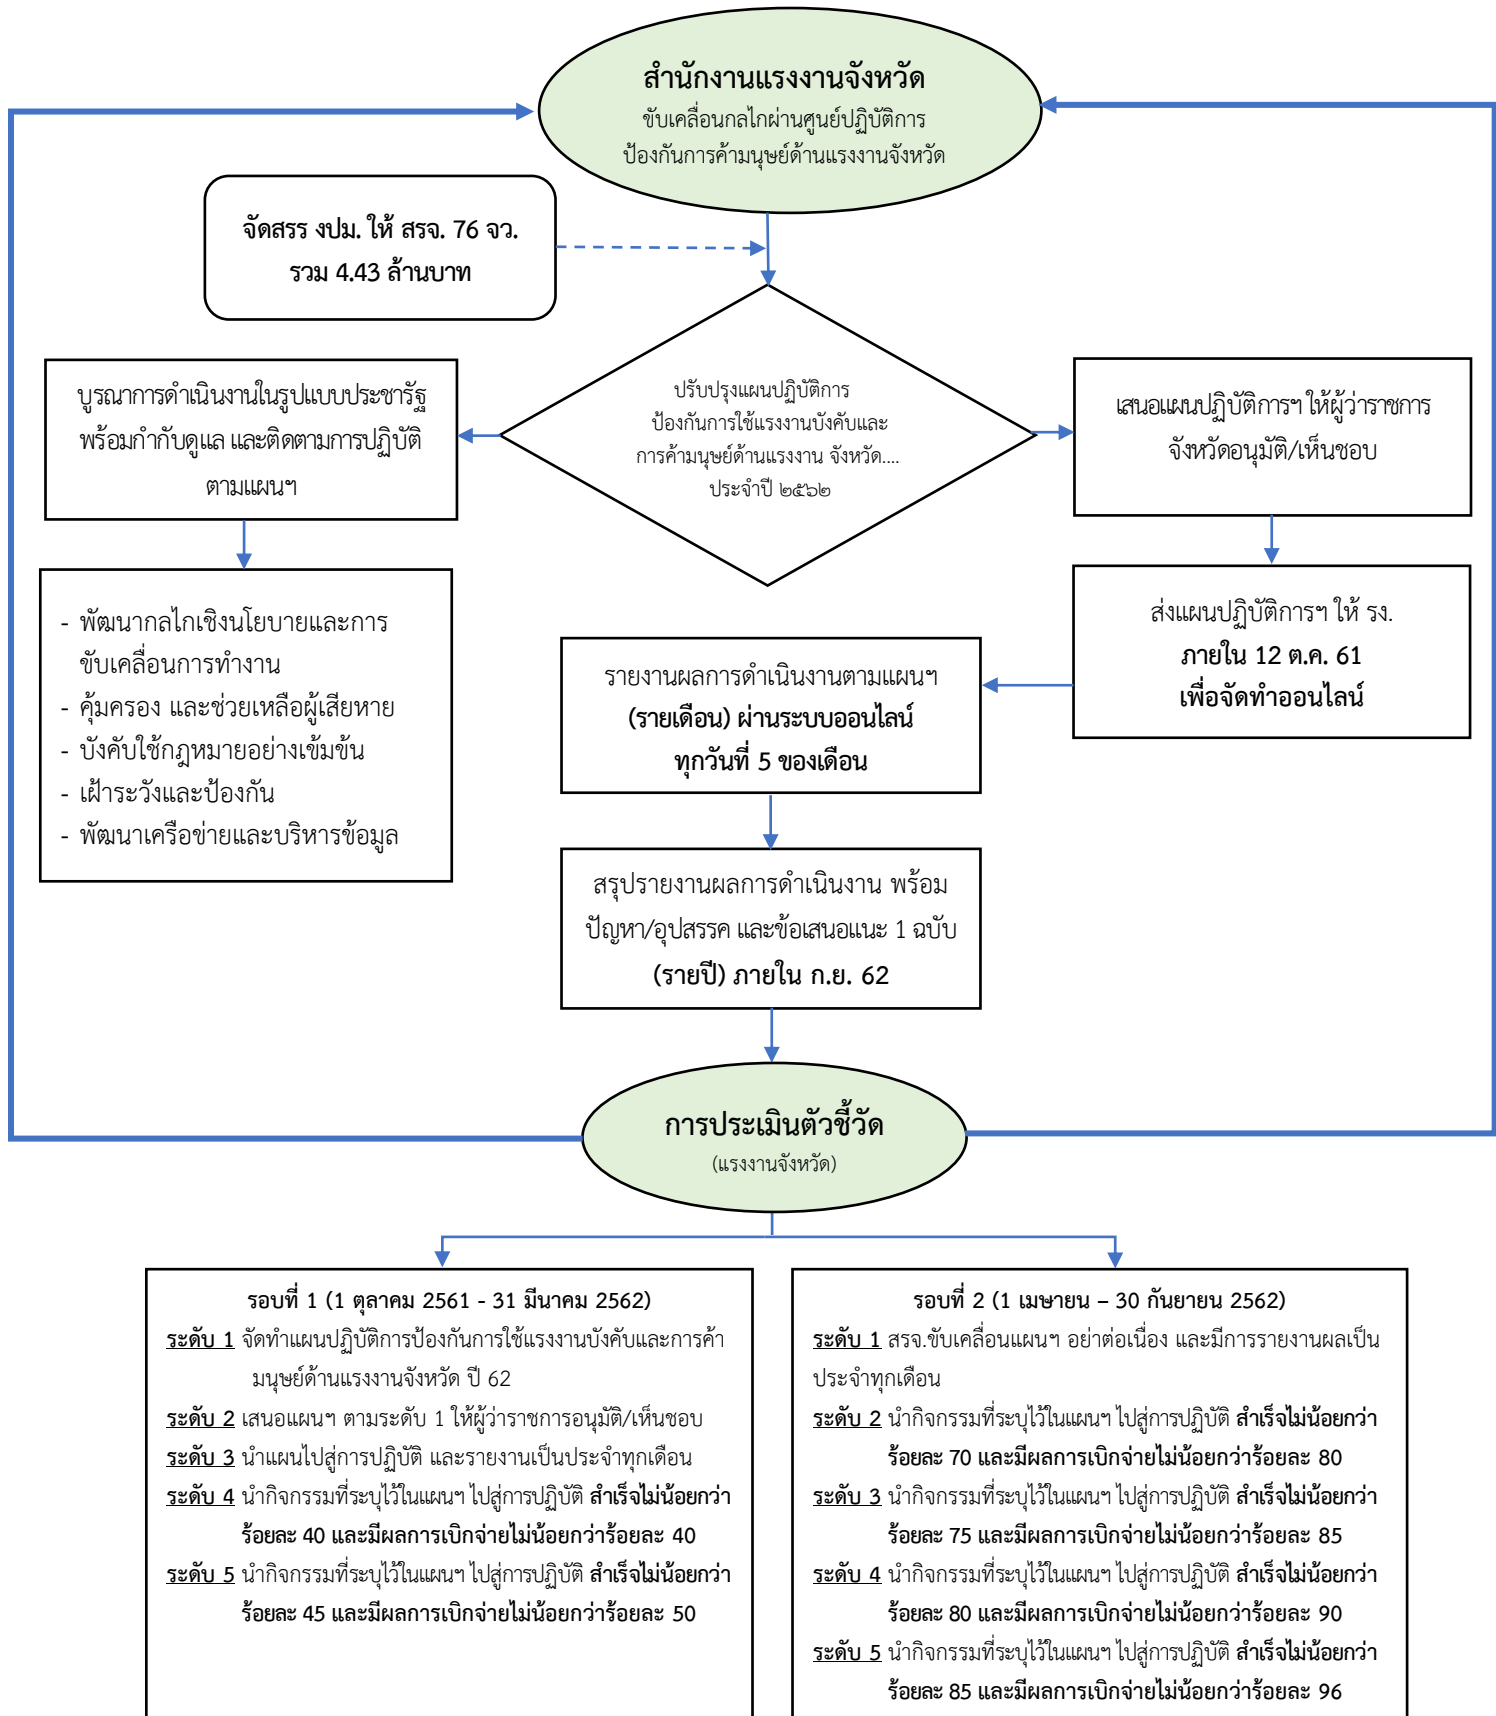 สำนักงานแรงงานจังหวัด
ขับเคลื่อนกลไกผ่านศูนย์ปฏิบัติการ
ป้องกันการค้ามนุษย์ด้านแรงงานจังหวัด
จัดสรร งปม. ให้ สรจ. 76 จว.
รวม 4.43 ล้านบาท
ปรับปรุงแผนปฏิบัติการ
ป้องกันการใช้แรงงานบังคับและ
การค้ามนุษย์ด้านแรงงาน จังหวัด....
ประจำปี ๒๕๖๒
บูรณาการดำเนินงานในรูปแบบประชารัฐ
พร้อมกำกับดูแล และติดตามการปฏิบัติ
ตามแผนฯ
เสนอแผนปฏิบัติการฯ ให้ผู้ว่าราชการ
จังหวัดอนุมัติ/เห็นชอบ
- พัฒนากลไกเชิงนโยบายและการ
ขับเคลื่อนการทำงาน
- คุ้มครอง และช่วยเหลือผู้เสียหาย
- บังคับใช้กฎหมายอย่างเข้มข้น
- เฝ้าระวังและป้องกัน
- พัฒนาเครือข่ายและบริหารข้อมูล
ส่งแผนปฏิบัติการฯ ให้ รง.
ภายใน 12 ต.ค. 61
เพื่อจัดทำออนไลน์
รายงานผลการดำเนินงานตามแผนฯ
(รายเดือน) ผ่านระบบออนไลน์
ทุกวันที่ 5 ของเดือน
สรุปรายงานผลการดำเนินงาน พร้อม
ปัญหา/อุปสรรค และข้อเสนอแนะ 1 ฉบับ
(รายปี) ภายใน ก.ย. 62
การประเมินตัวชี้วัด
(แรงงานจังหวัด)
รอบที่ 1 (1 ตุลาคม 2561 - 31 มีนาคม 2562)
ระดับ 1 จัดทำแผนปฏิบัติการป้องกันการใช้แรงงานบังคับและการค้า
มนุษย์ด้านแรงงานจังหวัด ปี 62
ระดับ 2 เสนอแผนฯ ตามระดับ 1 ให้ผู้ว่าราชการอนุมัติ/เห็นชอบ
ระดับ 3 นำแผนไปสู่การปฏิบัติ และรายงานเป็นประจำทุกเดือน
ระดับ 4 นำกิจกรรมที่ระบุไว้ในแผนฯ ไปสู่การปฏิบัติ สำเร็จไม่น้อยกว่า
ร้อยละ 40 และมีผลการเบิกจ่ายไม่น้อยกว่าร้อยละ 40
ระดับ 5 นำกิจกรรมที่ระบุไว้ในแผนฯ ไปสู่การปฏิบัติ สำเร็จไม่น้อยกว่า
ร้อยละ 45 และมีผลการเบิกจ่ายไม่น้อยกว่าร้อยละ 50
รอบที่ 2 (1 เมษายน – 30 กันยายน 2562)
ระดับ 1 สรจ.ขับเคลื่อนแผนฯ อย่าต่อเนื่อง และมีการรายงานผลเป็น
ประจำทุกเดือน
ระดับ 2 นำกิจกรรมที่ระบุไว้ในแผนฯ ไปสู่การปฏิบัติ สำเร็จไม่น้อยกว่า
ร้อยละ 70 และมีผลการเบิกจ่ายไม่น้อยกว่าร้อยละ 80
ระดับ 3 นำกิจกรรมที่ระบุไว้ในแผนฯ ไปสู่การปฏิบัติ สำเร็จไม่น้อยกว่า
ร้อยละ 75 และมีผลการเบิกจ่ายไม่น้อยกว่าร้อยละ 85
ระดับ 4 นำกิจกรรมที่ระบุไว้ในแผนฯ ไปสู่การปฏิบัติ สำเร็จไม่น้อยกว่า
ร้อยละ 80 และมีผลการเบิกจ่ายไม่น้อยกว่าร้อยละ 90
ระดับ 5 นำกิจกรรมที่ระบุไว้ในแผนฯ ไปสู่การปฏิบัติ สำเร็จไม่น้อยกว่า
ร้อยละ 85 และมีผลการเบิกจ่ายไม่น้อยกว่าร้อยละ 96